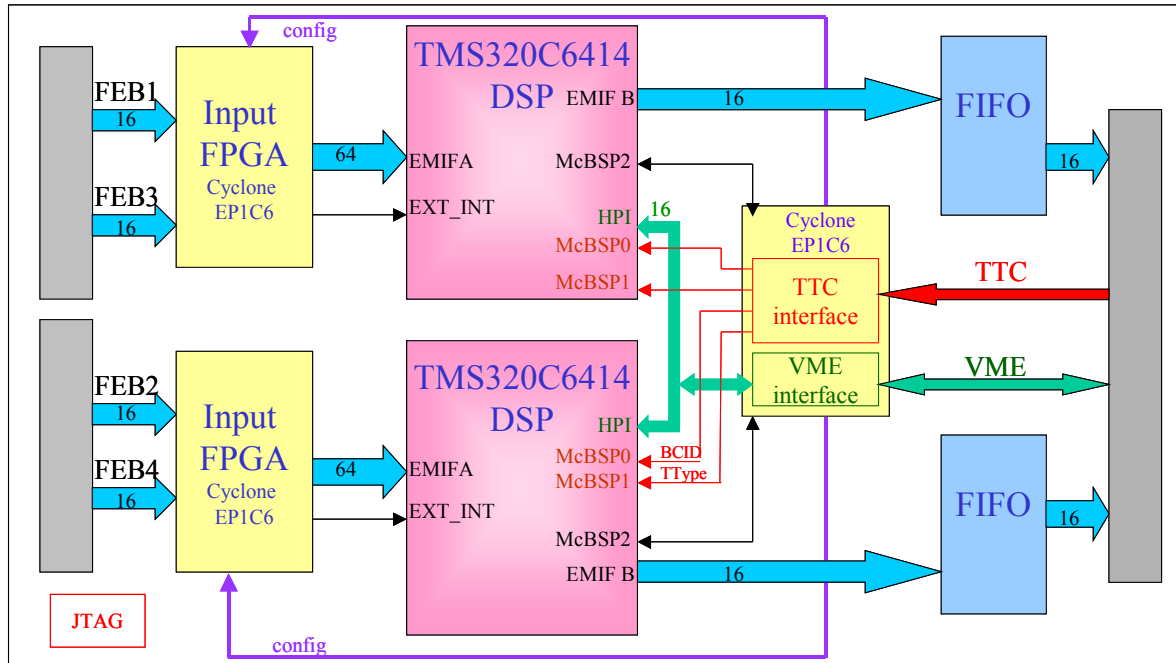 config
FEB1
16
FEB3
16
Input
FPGA
Cyclone
EP1C6
64
TMS320C6414
DSP
EMIF B
EMIFA
McBSP2
EXT_INT
HPI
McBSP0
McBSP1
16
16
FIFO
16
Cyclone
EP1C6
TTC
interface
VME
interface
TTC
VME
FEB2
16
FEB4
16
Input
FPGA
Cyclone
EP1C6
64
TMS320C6414
DSP
HPI
McBSP0
McBSP1
EMIFA
EXT_INT
McBSP2
EMIF B
BCID
TType
16
FIFO
16
JTAG
config